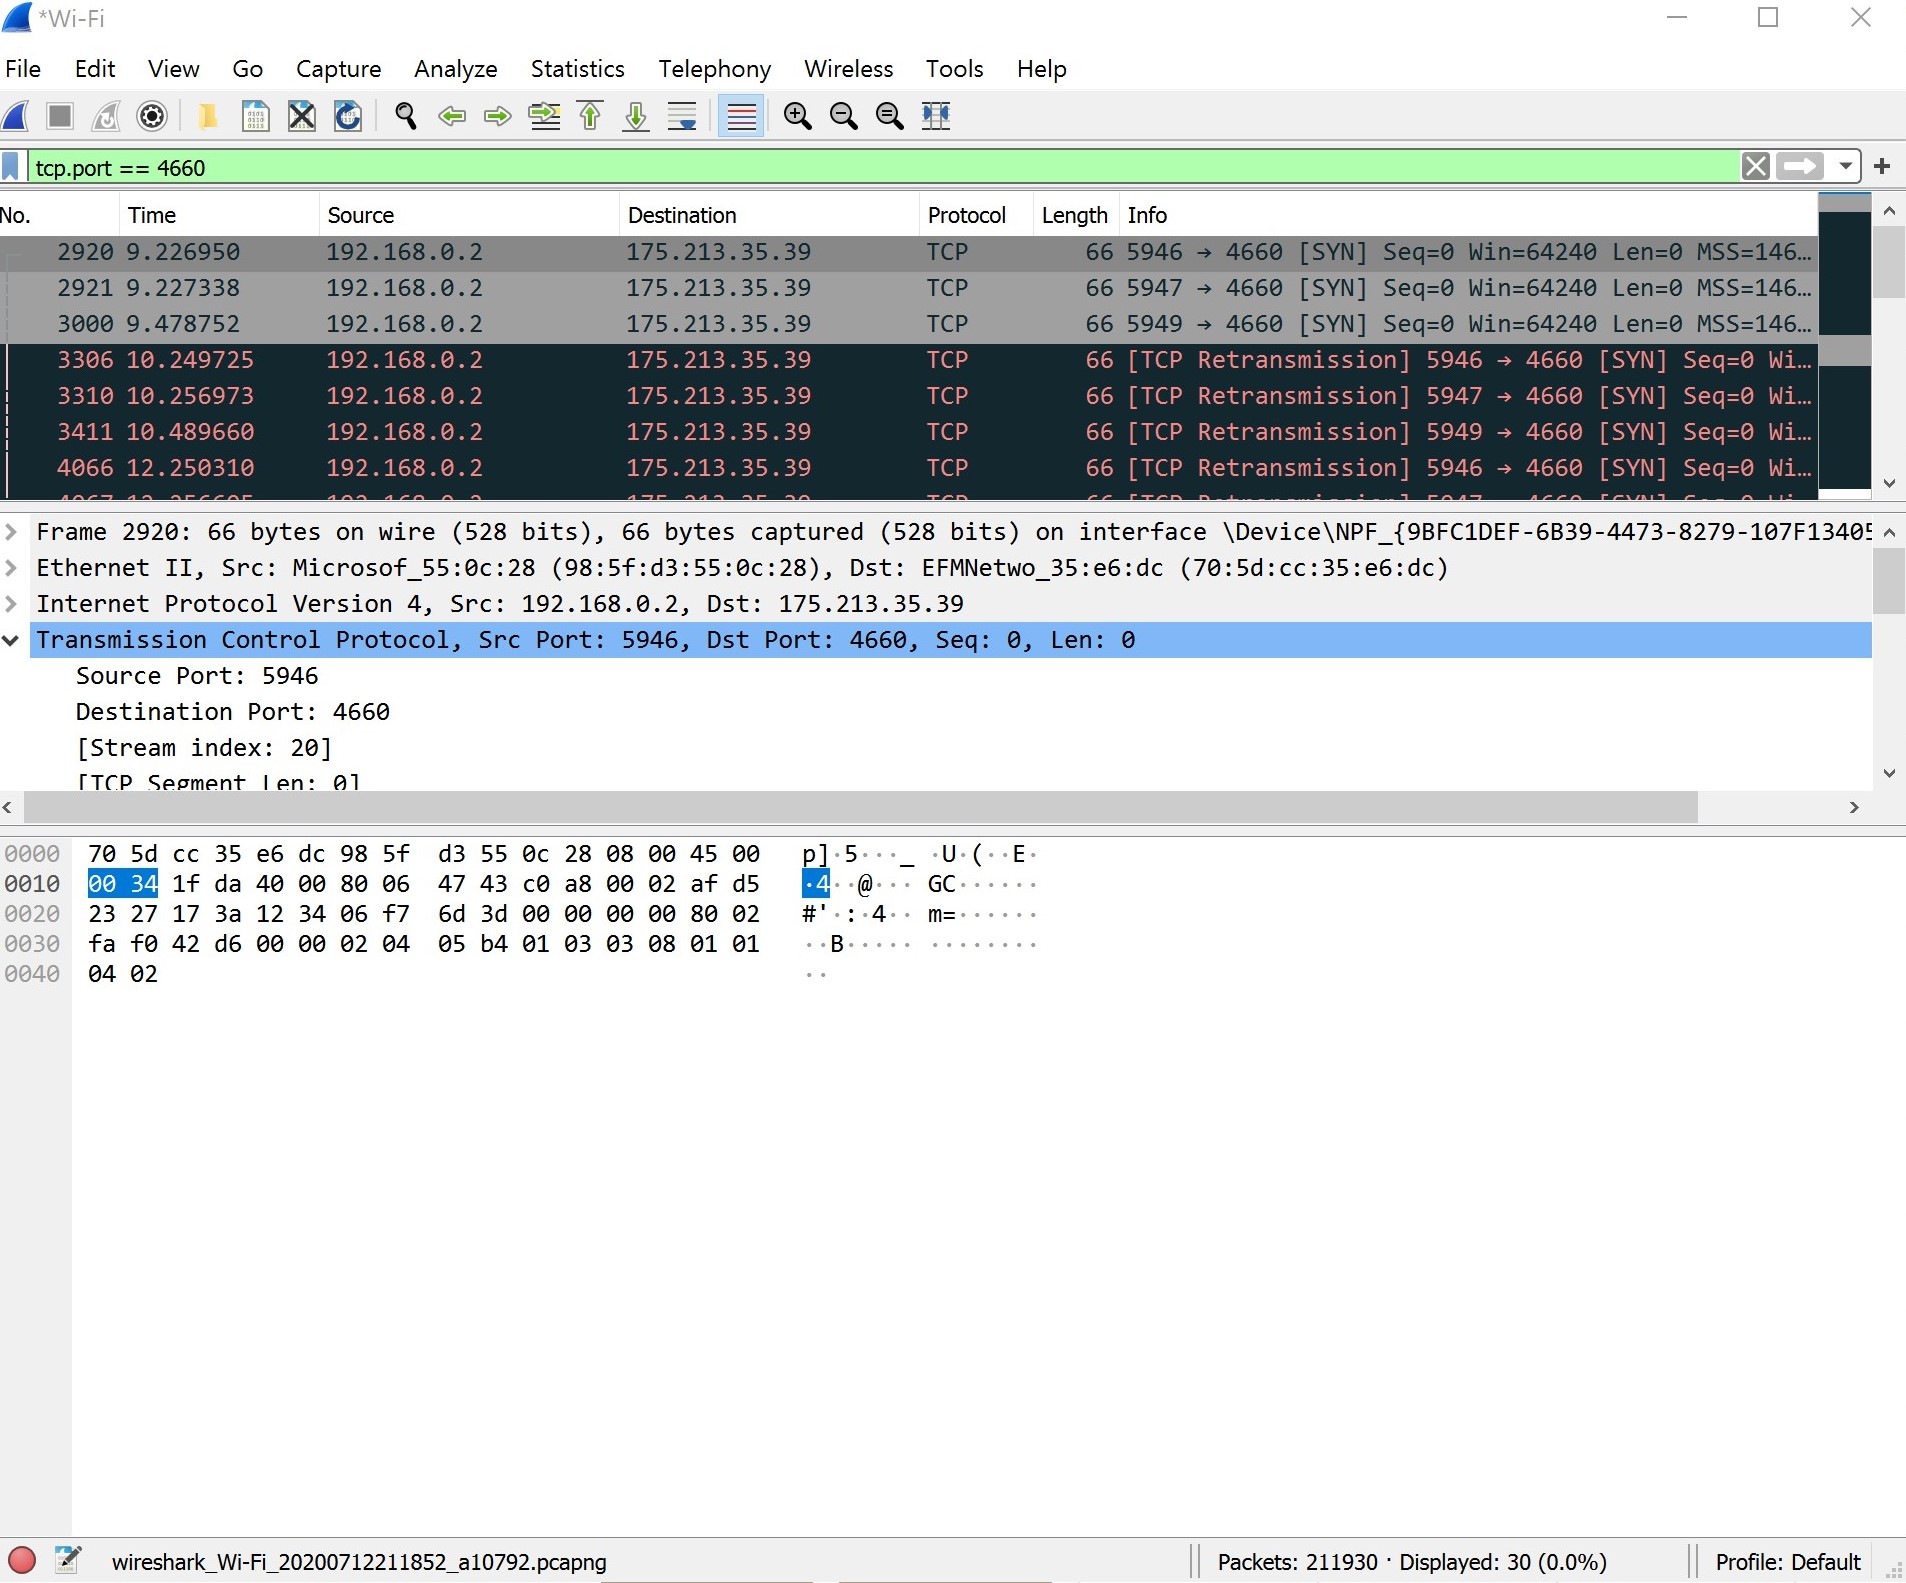 *Wi-Fi
File Edit View Go Capture Analyze Statistics Telephony Wireless Tools Help
tcp.port == 4660
No. Time Source Destination Protocol Length Info
2920 9.226950 192.168.0.2 175.213.35.39 TCP 66 5946 → 4660 [SYN] Seq=0 Win=64240 Len=0 MSS=146…
2921 9.227338 192.168.0.2 175.213.35.39 TCP 66 5947 → 4660 [SYN] Seq=0 Win=64240 Len=0 MSS=146…
3000 9.478752 192.168.0.2 175.213.35.39 TCP 66 5949 → 4660 [SYN] Seq=0 Win=64240 Len=0 MSS=146…
3306 10.249725 192.168.0.2 175.213.35.39 TCP 66 [TCP Retransmission] 5946 → 4660 [SYN] Seq=0 Wi…
3310 10.256973 192.168.0.2 175.213.35.39 TCP 66 [TCP Retransmission] 5947 → 4660 [SYN] Seq=0 Wi…
3411 10.489660 192.168.0.2 175.213.35.39 TCP 66 [TCP Retransmission] 5949 → 4660 [SYN] Seq=0 Wi…
4066 12.250310 192.168.0.2 175.213.35.39 TCP 66 [TCP Retransmission] 5946 → 4660 [SYN] Seq=0 Wi…
Frame 2920: 66 bytes on wire (528 bits), 66 bytes captured (528 bits) on interface \Device\NPF_{9BFC1DEF-6B39-4473-8279-107F13405
Ethernet II, Src: Microsof_55:0c:28 (98:5f:d3:55:0c:28), Dst: EFMNetwo_35:e6:dc (70:5d:cc:35:e6:dc)
Internet Protocol Version 4, Src: 192.168.0.2, Dst: 175.213.35.39
Transmission Control Protocol, Src Port: 5946, Dst Port: 4660, Seq: 0, Len: 0
Source Port: 5946
Destination Port: 4660
[Stream index: 20]
[TCP Segment Len: 0]
0000 70 5d cc 35 e6 dc 98 5f d3 55 0c 28 08 00 45 00 p]·5···_ ·U·(··E·
0010 00 34 1f da 40 00 80 06 47 43 c0 a8 00 02 af d5 ·4··@··· GC······
0020 23 27 17 3a 12 34 06 f7 6d 3d 00 00 00 00 80 02 #'·:·4·· m=······
0030 fa f0 42 d6 00 00 02 04 05 b4 01 03 03 08 01 01 ··B····· ········
0040 04 02 ··
wireshark_Wi-Fi_20200712211852_a10792.pcapng Packets: 211930 · Displayed: 30 (0.0%) Profile: Default